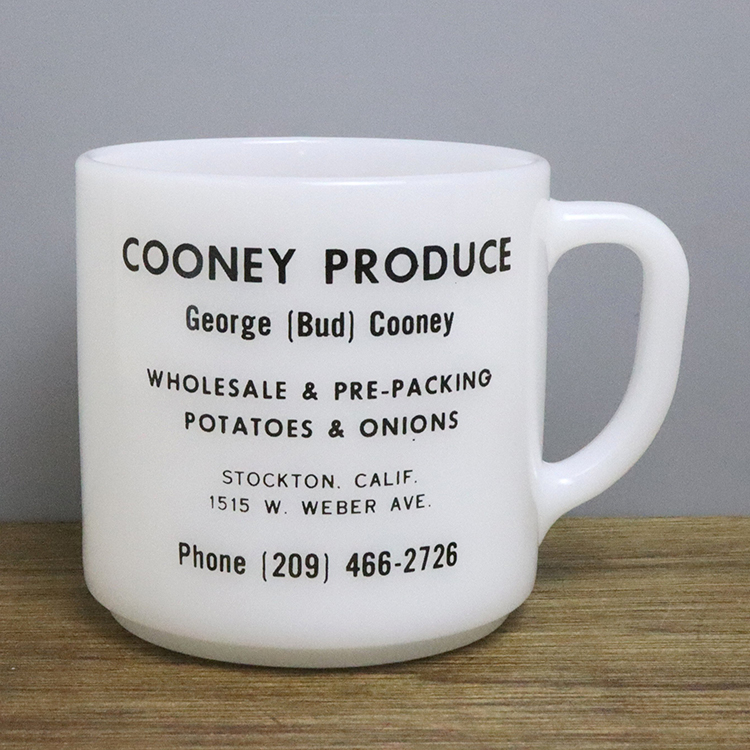 COONEY PRODUCE
George (Bud) Cooney
WHOLESALE & PRE-PACKING
POTATOES & ONIONS
STOCKTON, CALIF.
1515 W. WEBER AVE.
Phone (209) 466-2726